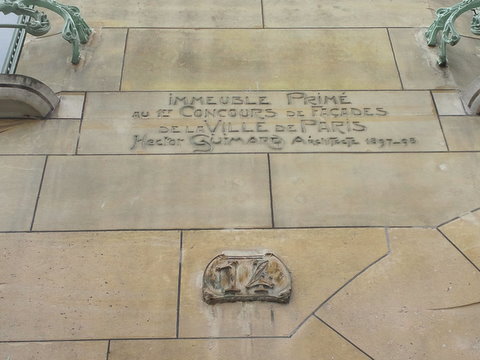 IMMEUBLE PRIMÉ
AU 1ER CONCOURS DE FAÇADES
DE LA VILLE DE PARIS
Hector GUIMARD Architecte 1897-98
14